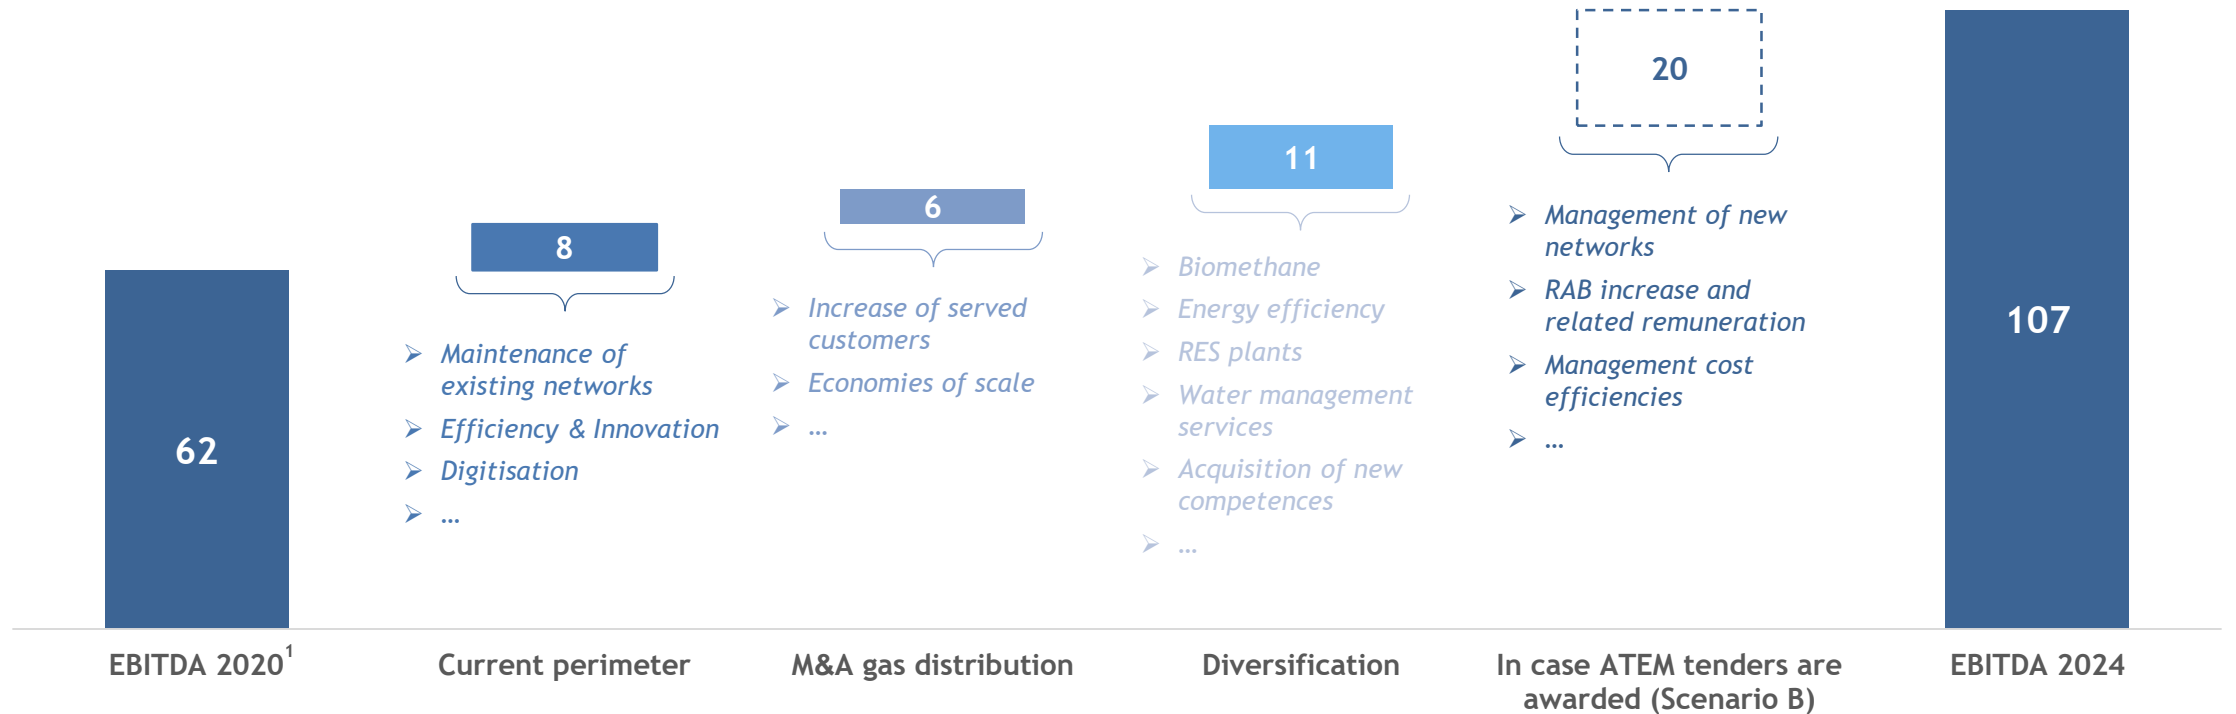 62
EBITDA 2020¹
8
➢ Maintenance of
existing networks
➢ Efficiency & Innovation
➢ Digitisation
➢ …
Current perimeter
6
➢ Increase of served
customers
➢ Economies of scale
➢ …
M&A gas distribution
11
➢ Biomethane
➢ Energy efficiency
➢ RES plants
➢ Water management
services
➢ Acquisition of new
competences
➢ …
Diversification
20
➢ Management of new
networks
➢ RAB increase and
related remuneration
➢ Management cost
efficiencies
➢ …
In case ATEM tenders are
awarded (Scenario B)
107
EBITDA 2024